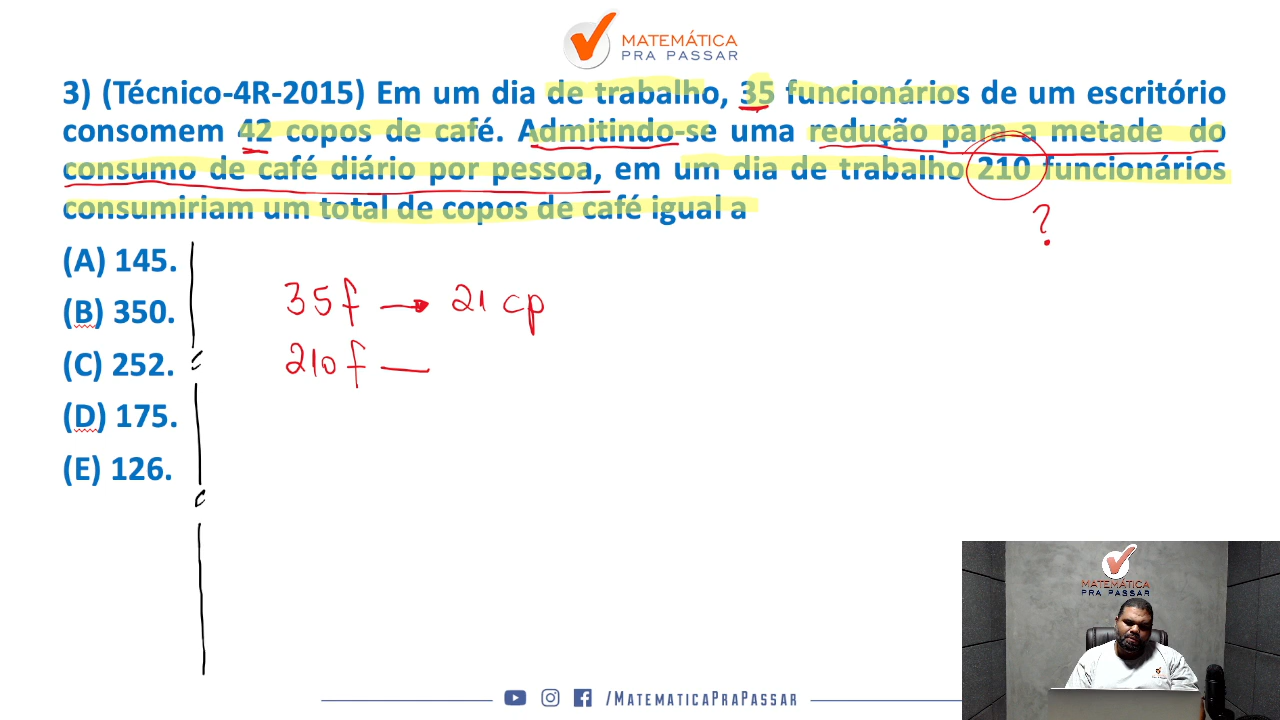 MATEMÁTICA
PRA PASSAR
3) (Técnico-4R-2015) Em um dia de trabalho, 35 funcionários de um escritório
consomem 42 copos de café. Admitindo-se uma redução para a metade do
consumo de café diário por pessoa, em um dia de trabalho 210 funcionários
consumiriam um total de copos de café igual a
?
(A) 145.
(B) 350.
(C) 252.
(D) 175.
(E) 126.
35f → 21 cp
210f —
MATEMÁTICA
PRA PASSAR
/MATEMATICAPRAPASSAR